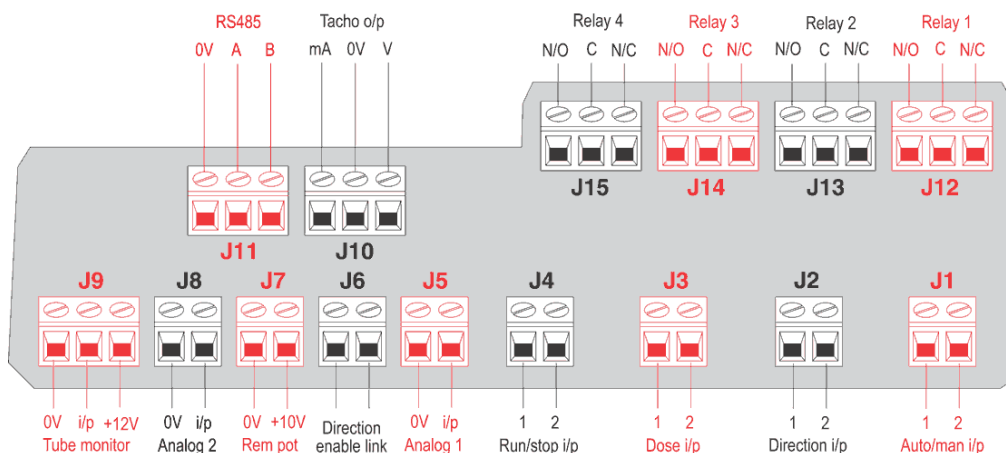 RS485 Tacho o/p Relay 4 Relay 3 Relay 2 Relay 1
0V A B mA 0V V N/O C N/C N/O C N/C N/O C N/C N/O C N/C
J15 J14 J13 J12
J11 J10
J9 J8 J7 J6 J5 J4 J3 J2 J1
0V i/p +12V 0V i/p 0V +10V 0V i/p 1 2 1 2 1 2 1 2
Tube monitor Analog 2 Rem pot Direction enable link Analog 1 Run/stop i/p Dose i/p Direction i/p Auto/man i/p